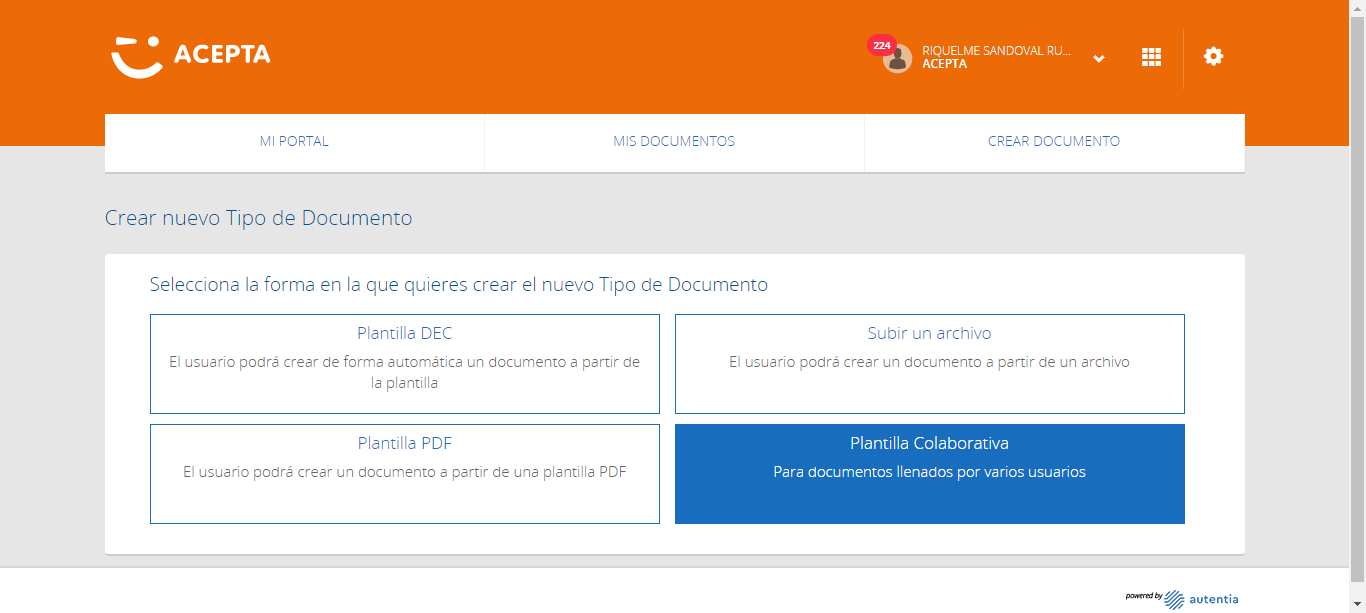 ACEPTA
224
RIQUELME SANDOVAL RU...
ACEPTA
MI PORTAL
MIS DOCUMENTOS
CREAR DOCUMENTO
Crear nuevo Tipo de Documento
Selecciona la forma en la que quieres crear el nuevo Tipo de Documento
Plantilla DEC
El usuario podrá crear de forma automática un documento a partir de
la plantilla
Subir un archivo
El usuario podrá crear un documento a partir de un archivo
Plantilla PDF
El usuario podrá crear un documento a partir de una plantilla PDF
Plantilla Colaborativa
Para documentos llenados por varios usuarios
powered by autentia